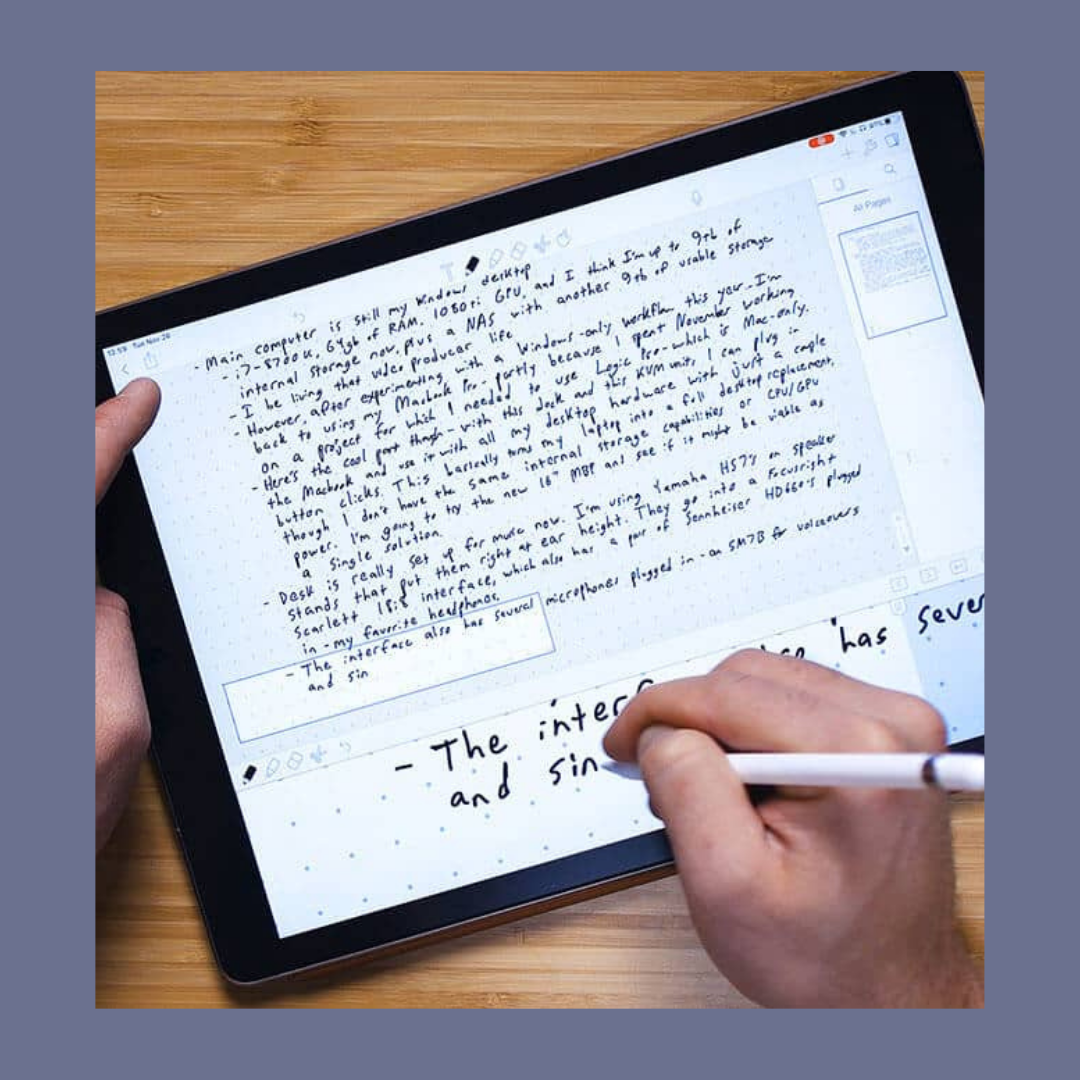 12:53 Tue Nov 26
All Pages
- Main computer is still my Windows desktop
- i7-8700K, 64gb of RAM, 1080ti GPU, and I think I'm up to 9tb of
internal storage now, plus a NAS with another 9tb of usable storage
- I be living that video producer life
- However, after experimenting with a Windows-only workflow this year - I'm
back to using my Macbook Pro - partly because I spent November working
on a project for which I needed to use Logic Pro - which is Mac-only.
- Here's the cool part though - with this dock and this KVM unit, I can plug in
the Macbook and use it with all my desktop hardware with just a couple
button clicks. This basically turns my laptop into a full desktop replacement,
though I don't have the same internal storage capabilities or CPU/GPU
power. I'm going to try the new 16" MBP and see if it might be viable as
a single solution.
- Desk is really set up for music now. I'm using Yamaha HS7's on speaker
stands that put them right at ear height. They go into a Focusright
Scarlett 18i8 interface, which also has a pair of Sennheiser HD660's plugged
in - my favorite headphones.
- The interface also has several microphones plugged in - an SM7B for voiceovers
and sin
- The interf has sever
and sin